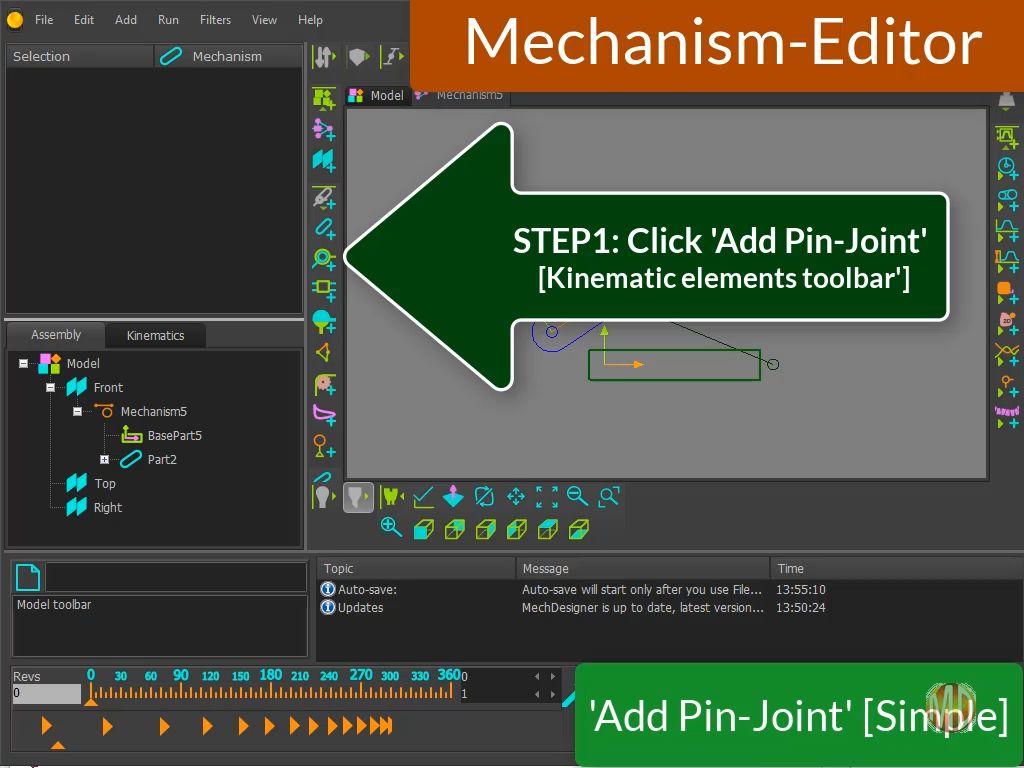 File Edit Add Run Filters View Help
Mechanism-Editor
Selection Mechanism
Model Mechanism5
STEP1: Click 'Add Pin-Joint'
[Kinematic elements toolbar']
Assembly Kinematics
Model
Front
Mechanism5
BasePart5
Part2
Top
Right
Topic Message Time
Auto-save: Auto-save will start only after you use File... 13:55:10
Updates MechDesigner is up to date, latest version... 13:50:24
Model toolbar
Revs 0 30 60 90 120 150 180 210 240 270 300 330 360 0
0 1
'Add Pin-Joint' [Simple]
MD